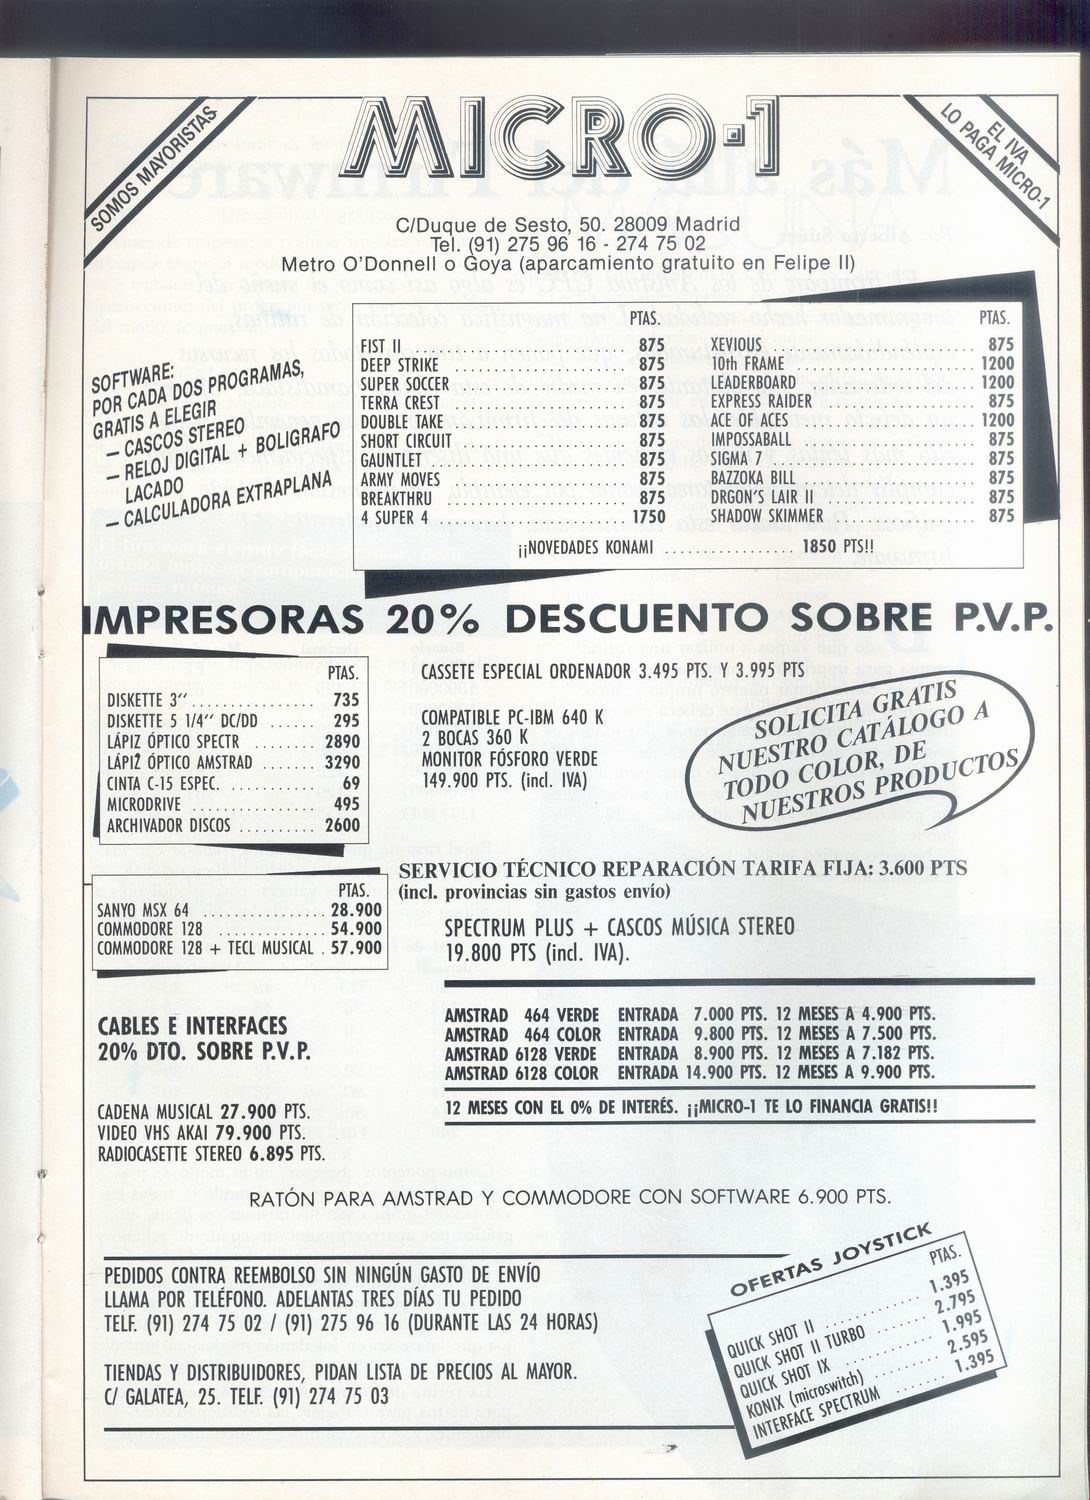 SOMOS MAYORISTAS
MICRO-1
EL IVA
LO PAGA MICRO-1
C/Duque de Sesto, 50. 28009 Madrid
Tel. (91) 275 96 16 - 274 75 02
Metro O'Donnell o Goya (aparcamiento gratuito en Felipe II)
SOFTWARE:
POR CADA DOS PROGRAMAS,
GRATIS A ELEGIR
— CASCOS STEREO
— RELOJ DIGITAL + BOLIGRAFO
LACADO
— CALCULADORA EXTRAPLANA
PTAS.
FIST II 875
DEEP STRIKE 875
SUPER SOCCER 875
TERRA CREST 875
DOUBLE TAKE 875
SHORT CIRCUIT 875
GAUNTLET 875
ARMY MOVES 875
BREAKTHRU 875
4 SUPER 4 1750
PTAS.
XEVIOUS 875
10th FRAME 1200
LEADERBOARD 1200
EXPRESS RAIDER 875
ACE OF ACES 1200
IMPOSSABALL 875
SIGMA 7 875
BAZZOKA BILL 875
DRGON'S LAIR II 875
SHADOW SKIMMER 875
¡¡NOVEDADES KONAMI ................. 1850 PTS!!
IMPRESORAS 20% DESCUENTO SOBRE P.V.P.
PTAS.
DISKETTE 3'' 735
DISKETTE 5 1/4'' DC/DD 295
LÁPIZ ÓPTICO SPECTR 2890
LÁPIZ ÓPTICO AMSTRAD 3290
CINTA C-15 ESPEC. 69
MICRODRIVE 495
ARCHIVADOR DISCOS 2600
CASSETE ESPECIAL ORDENADOR 3.495 PTS. Y 3.995 PTS
COMPATIBLE PC-IBM 640 K
2 BOCAS 360 K
MONITOR FÓSFORO VERDE
149.900 PTS. (incl. IVA)
SOLICITA GRATIS
NUESTRO CATÁLOGO A
TODO COLOR, DE
NUESTROS PRODUCTOS
SERVICIO TÉCNICO REPARACIÓN TARIFA FIJA: 3.600 PTS
(incl. provincias sin gastos envío)
PTAS.
SANYO MSX 64 28.900
COMMODORE 128 54.900
COMMODORE 128 + TECL MUSICAL . 57.900
SPECTRUM PLUS + CASCOS MÚSICA STEREO
19.800 PTS (incl. IVA).
CABLES E INTERFACES
20% DTO. SOBRE P.V.P.
AMSTRAD 464 VERDE ENTRADA 7.000 PTS. 12 MESES A 4.900 PTS.
AMSTRAD 464 COLOR ENTRADA 9.800 PTS. 12 MESES A 7.500 PTS.
AMSTRAD 6128 VERDE ENTRADA 8.900 PTS. 12 MESES A 7.182 PTS.
AMSTRAD 6128 COLOR ENTRADA 14.900 PTS. 12 MESES A 9.900 PTS.
12 MESES CON EL 0% DE INTERÉS. ¡¡MICRO-1 TE LO FINANCIA GRATIS!!
CADENA MUSICAL 27.900 PTS.
VIDEO VHS AKAI 79.900 PTS.
RADIOCASETTE STEREO 6.895 PTS.
RATÓN PARA AMSTRAD Y COMMODORE CON SOFTWARE 6.900 PTS.
PEDIDOS CONTRA REEMBOLSO SIN NINGÚN GASTO DE ENVÍO
LLAMA POR TELÉFONO. ADELANTAS TRES DÍAS TU PEDIDO
TELF. (91) 274 75 02 / (91) 275 96 16 (DURANTE LAS 24 HORAS)
TIENDAS Y DISTRIBUIDORES, PIDAN LISTA DE PRECIOS AL MAYOR.
C/ GALATEA, 25. TELF. (91) 274 75 03
OFERTAS JOYSTICK
PTAS.
QUICK SHOT II 1.395
QUICK SHOT II TURBO 2.795
QUICK SHOT IX 1.995
KONIX (microswitch) 2.595
INTERFACE SPECTRUM 1.395